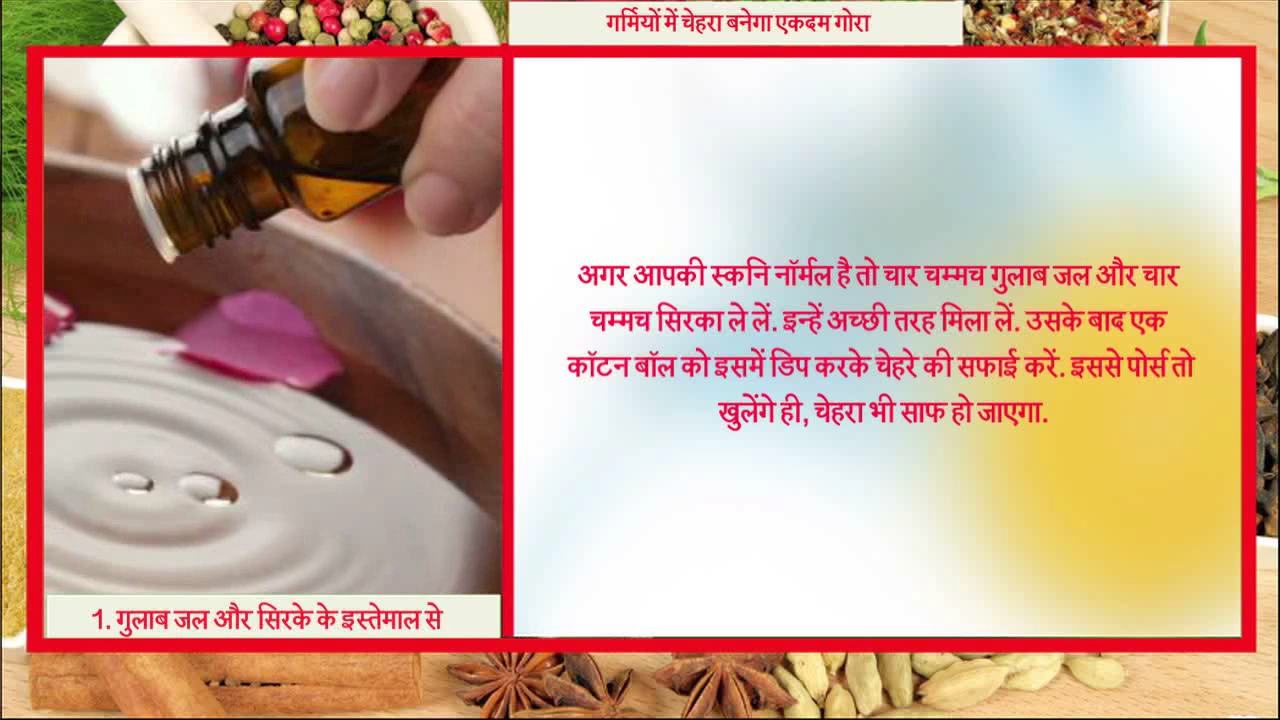 गर्मियों में चेहरा बनेगा एकदम गोरा
अगर आपकी स्कनि नॉर्मल है तो चार चम्मच गुलाब जल और चार
चम्मच सिरका ले लें. इन्हें अच्छी तरह मिला लें. उसके बाद एक
कॉटन बॉल को इसमें डिप करके चेहरे की सफाई करें. इससे पोर्स तो
खुलेंगे ही, चेहरा भी साफ हो जाएगा.
1. गुलाब जल और सिरके के इस्तेमाल से